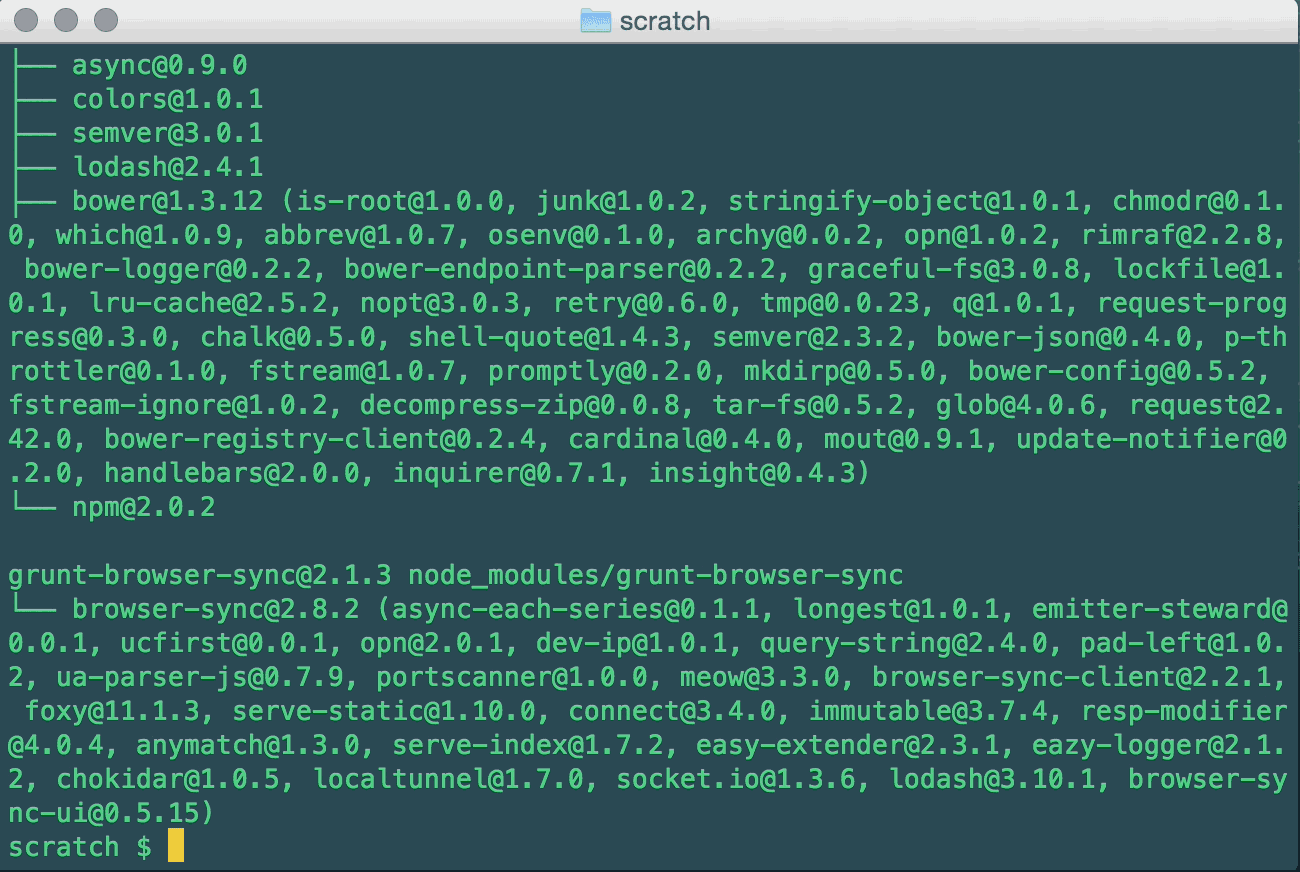 scratch
├── async@0.9.0
├── colors@1.0.1
├── semver@3.0.1
├── lodash@2.4.1
├── bower@1.3.12 (is-root@1.0.0, junk@1.0.2, stringify-object@1.0.1, chmodr@0.1.
0, which@1.0.9, abbrev@1.0.7, osenv@0.1.0, archy@0.0.2, opn@1.0.2, rimraf@2.2.8,
 bower-logger@0.2.2, bower-endpoint-parser@0.2.2, graceful-fs@3.0.8, lockfile@1.
0.1, lru-cache@2.5.2, nopt@3.0.3, retry@0.6.0, tmp@0.0.23, q@1.0.1, request-prog
ress@0.3.0, chalk@0.5.0, shell-quote@1.4.3, semver@2.3.2, bower-json@0.4.0, p-th
rottler@0.1.0, fstream@1.0.7, promptly@0.2.0, mkdirp@0.5.0, bower-config@0.5.2,
fstream-ignore@1.0.2, decompress-zip@0.0.8, tar-fs@0.5.2, glob@4.0.6, request@2.
42.0, bower-registry-client@0.2.4, cardinal@0.4.0, mout@0.9.1, update-notifier@0
.2.0, handlebars@2.0.0, inquirer@0.7.1, insight@0.4.3)
└── npm@2.0.2

grunt-browser-sync@2.1.3 node_modules/grunt-browser-sync
└── browser-sync@2.8.2 (async-each-series@0.1.1, longest@1.0.1, emitter-steward@
0.0.1, ucfirst@0.0.1, opn@2.0.1, dev-ip@1.0.1, query-string@2.4.0, pad-left@1.0.
2, ua-parser-js@0.7.9, portscanner@1.0.0, meow@3.3.0, browser-sync-client@2.2.1,
 foxy@11.1.3, serve-static@1.10.0, connect@3.4.0, immutable@3.7.4, resp-modifier
@4.0.4, anymatch@1.3.0, serve-index@1.7.2, easy-extender@2.3.1, eazy-logger@2.1.
2, chokidar@1.0.5, localtunnel@1.7.0, socket.io@1.3.6, lodash@3.10.1, browser-sy
nc-ui@0.5.15)
scratch $